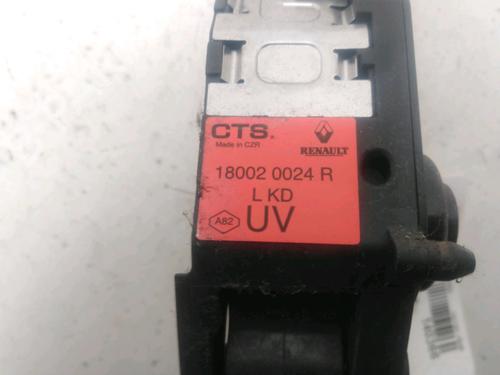 CTS.
Made in CZR
RENAULT
18002 0024 R
L KD
A82
UV